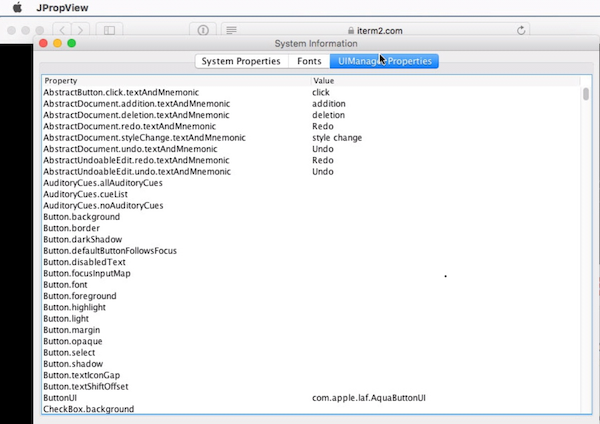 JPropView
iterm2.com
System Information
System Properties Fonts UIManager Properties
Property Value
AbstractButton.click.textAndMnemonic click
AbstractDocument.addition.textAndMnemonic addition
AbstractDocument.deletion.textAndMnemonic deletion
AbstractDocument.redo.textAndMnemonic Redo
AbstractDocument.styleChange.textAndMnemonic style change
AbstractDocument.undo.textAndMnemonic Undo
AbstractUndoableEdit.redo.textAndMnemonic Redo
AbstractUndoableEdit.undo.textAndMnemonic Undo
AuditoryCues.allAuditoryCues
AuditoryCues.cueList
AuditoryCues.noAuditoryCues
Button.background
Button.border
Button.darkShadow
Button.defaultButtonFollowsFocus
Button.disabledText
Button.focusInputMap
Button.font
Button.foreground
Button.highlight
Button.light
Button.margin
Button.opaque
Button.select
Button.shadow
Button.textIconGap
Button.textShiftOffset
ButtonUI com.apple.laf.AquaButtonUI
CheckBox.background